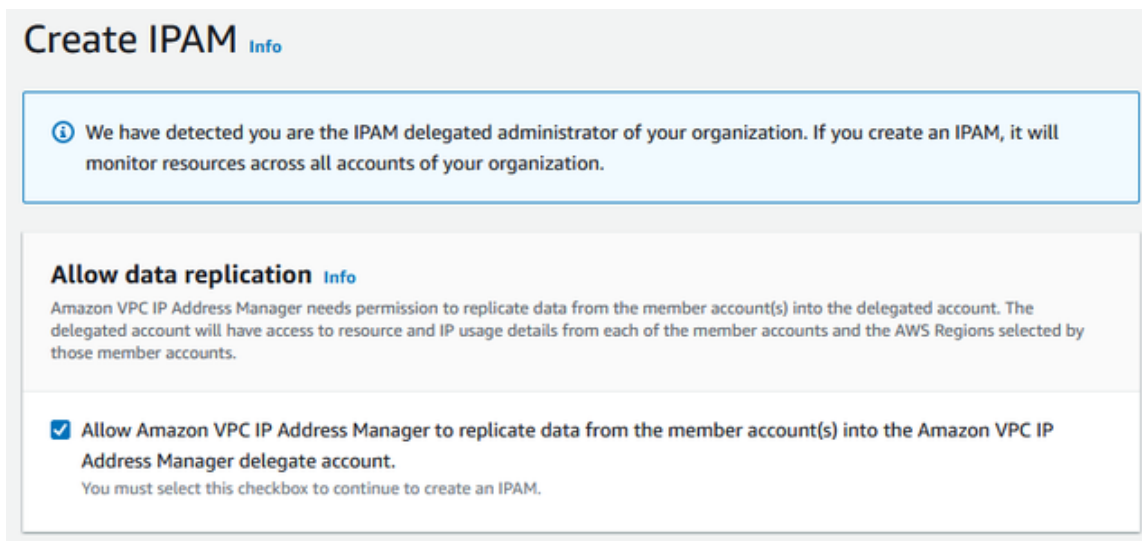 Create IPAM Info
We have detected you are the IPAM delegated administrator of your organization. If you create an IPAM, it will
monitor resources across all accounts of your organization.
Allow data replication Info
Amazon VPC IP Address Manager needs permission to replicate data from the member account(s) into the delegated account. The
delegated account will have access to resource and IP usage details from each of the member accounts and the AWS Regions selected by
those member accounts.
Allow Amazon VPC IP Address Manager to replicate data from the member account(s) into the Amazon VPC IP
Address Manager delegate account.
You must select this checkbox to continue to create an IPAM.